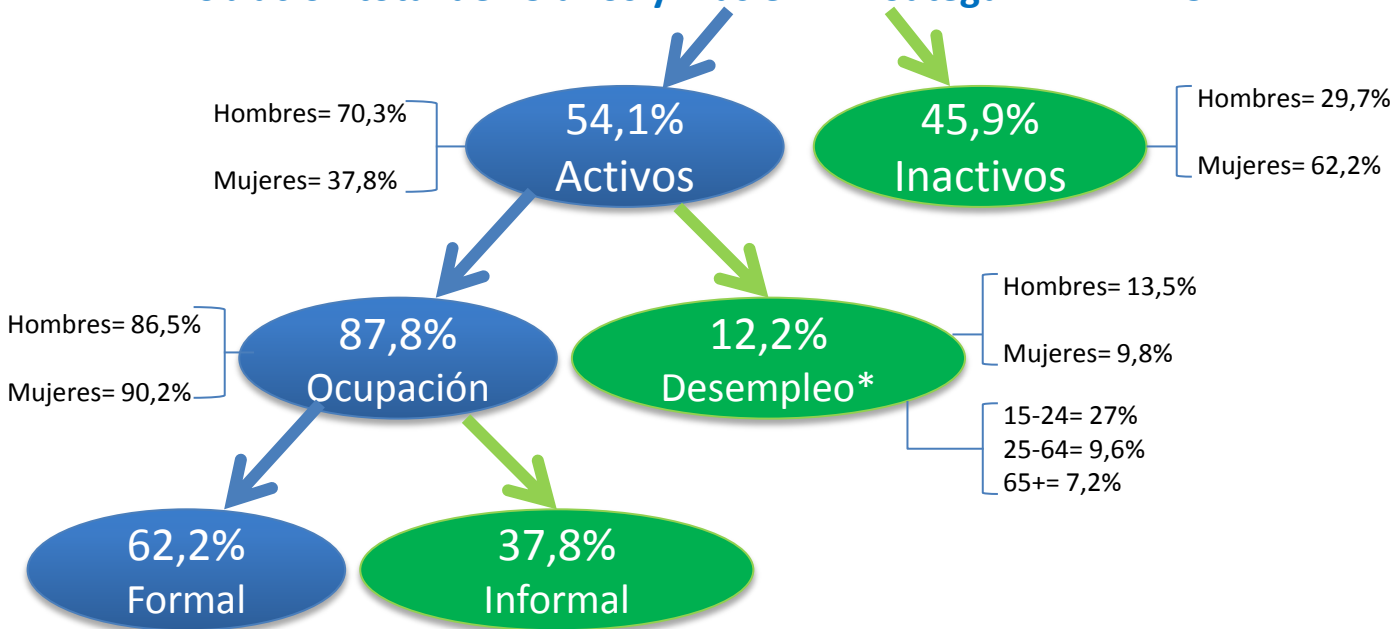 Hombres= 70,3%
Mujeres= 37,8%
54,1%
Activos
45,9%
Inactivos
Hombres= 29,7%
Mujeres= 62,2%
Hombres= 86,5%
Mujeres= 90,2%
87,8%
Ocupación
12,2%
Desempleo*
Hombres= 13,5%
Mujeres= 9,8%
15-24= 27%
25-64= 9,6%
65+= 7,2%
62,2%
Formal
37,8%
Informal